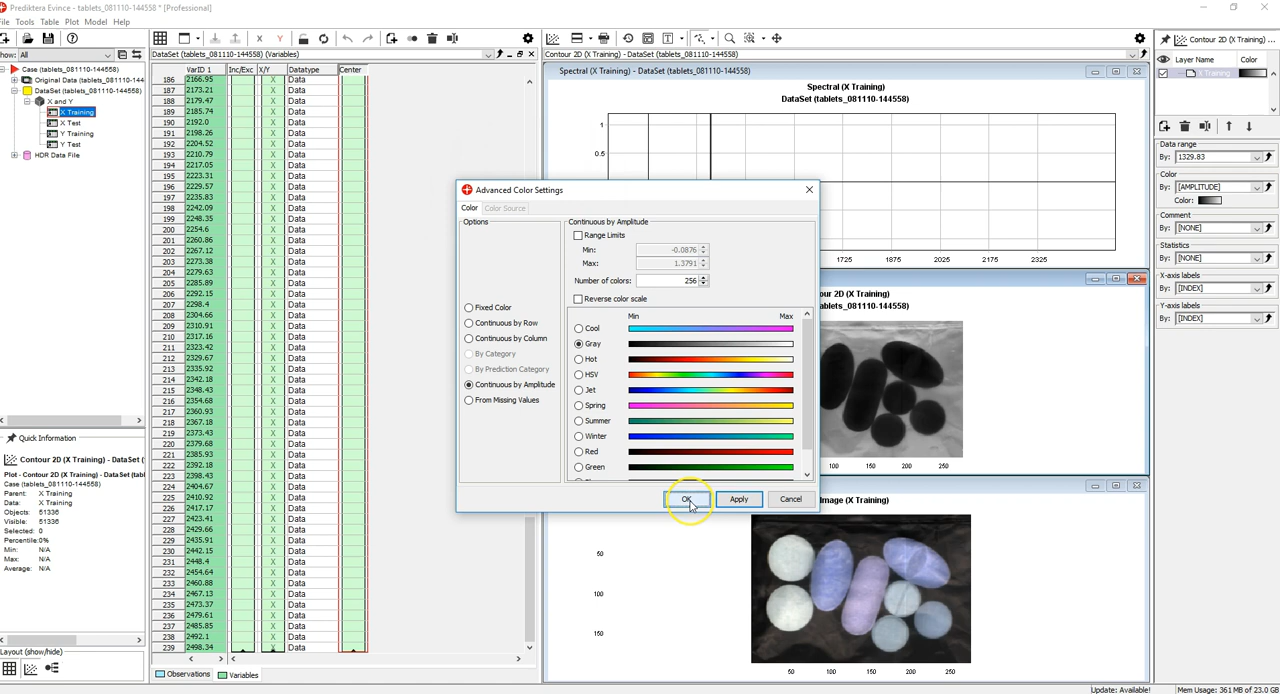 Prediktera Evince - tablets_081110-144558 * [Professional]
File Tools Table Plot Model Help
how: All
Case (tablets_081110-144558)
Original Data (tablets_081110-144
DataSet (tablets_081110-144558)
X and Y
X Training
X Test
Y Training
Y Test
HDR Data File
Quick Information
Contour 2D (X Training) - DataSet (
Plot - Contour 2D (X Training) - DataSet (tabl
Case (tablets_081110-144558)
Parent: X Training
Data: X Training
Objects: 51336
Visible: 51336
Selected: 0
Percentile: 0%
Min: N/A
Max: N/A
Average: N/A
Layout (show/hide)
DataSet (tablets_081110-144558) (Variables)
VarID 1 Inc/Exc X/Y Datatype Center
186 2166.95 X Data
187 2173.21 X Data
188 2179.47 X Data
189 2185.74 X Data
190 2192.0 X Data
191 2198.26 X Data
192 2204.52 X Data
193 2210.79 X Data
194 2217.05 X Data
195 2223.31 X Data
196 2229.57 X Data
197 2235.83 X Data
198 2242.09 X Data
199 2248.35 X Data
200 2254.6 X Data
201 2260.86 X Data
202 2267.12 X Data
203 2273.38 X Data
204 2279.63 X Data
205 2285.89 X Data
206 2292.15 X Data
207 2298.4 X Data
208 2304.66 X Data
209 2310.91 X Data
210 2317.16 X Data
211 2323.42 X Data
212 2329.67 X Data
213 2335.92 X Data
214 2342.18 X Data
215 2348.43 X Data
216 2354.68 X Data
217 2360.93 X Data
218 2367.18 X Data
219 2373.43 X Data
220 2379.68 X Data
221 2385.93 X Data
222 2392.18 X Data
223 2398.43 X Data
224 2404.67 X Data
225 2410.92 X Data
226 2417.17 X Data
227 2423.41 X Data
228 2429.66 X Data
229 2435.91 X Data
230 2442.15 X Data
231 2448.4 X Data
232 2454.64 X Data
233 2460.88 X Data
234 2467.13 X Data
235 2473.37 X Data
236 2479.61 X Data
237 2485.85 X Data
238 2492.1 X Data
239 2498.34 X Data
Observations Variables
Contour 2D (X Training) - DataSet (tablets_081110-144558)
Spectral (X Training) - DataSet (tablets_081110-144558)
Spectral (X Training)
DataSet (tablets_081110-144558)
1
0.5
1725 2025 2175 2325
Advanced Color Settings
Color Color Source
Options
Fixed Color
Continuous by Row
Continuous by Column
By Category
By Prediction Category
Continuous by Amplitude
From Missing Values
Continuous by Amplitude
Range Limits
Min: -0.0876
Max: 1.3791
Number of colors: 256
Reverse color scale
Min Max
Cool
Gray
Hot
HSV
Jet
Spring
Summer
Winter
Red
Green
OK Apply Cancel
our 2D (X Training)
ablets_081110-144558)
100 150 200 250
Image (X Training)
50
100
150
50 100 150 200 250
Contour 2D (X Training) ...
Layer Name Color
X Training
Data range
By: 1329.83
Color
By: [AMPLITUDE]
Color:
Comment
By: [NONE]
Statistics
By: [NONE]
X-axis labels
By: [INDEX]
Y-axis labels
By: [INDEX]
Update: Available! Mem Usage: 361 MB of 23.0 GB